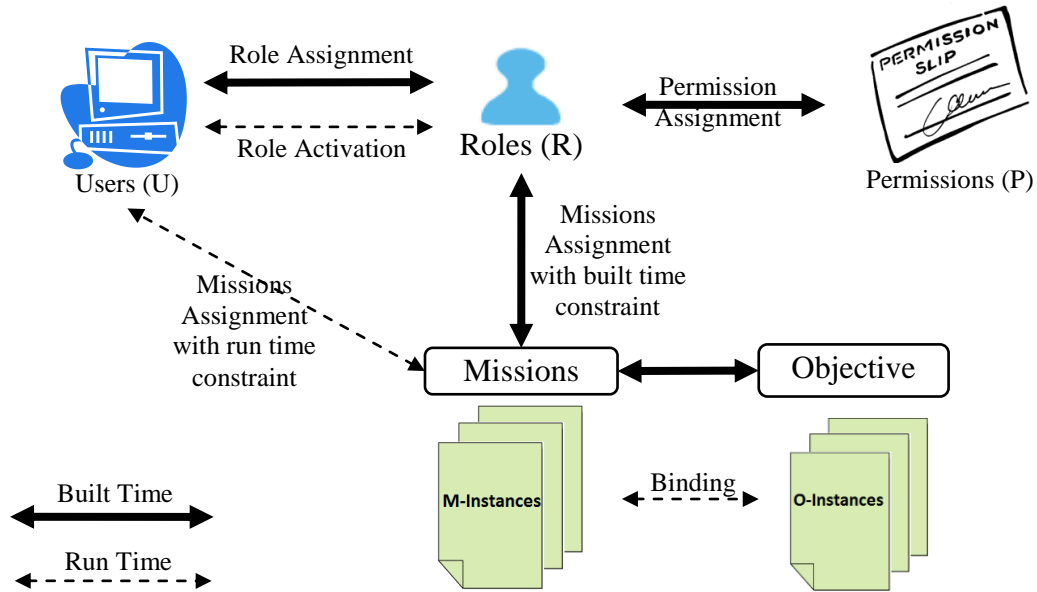 Role Assignment
Role Activation
Users (U)
Roles (R)
Permission
Assignment
PERMISSION
SLIP
Permissions (P)
Missions
Assignment
with built time
constraint
Missions
Assignment
with run time
constraint
Missions
Objective
M-Instances
Binding
O-Instances
Built Time
Run Time